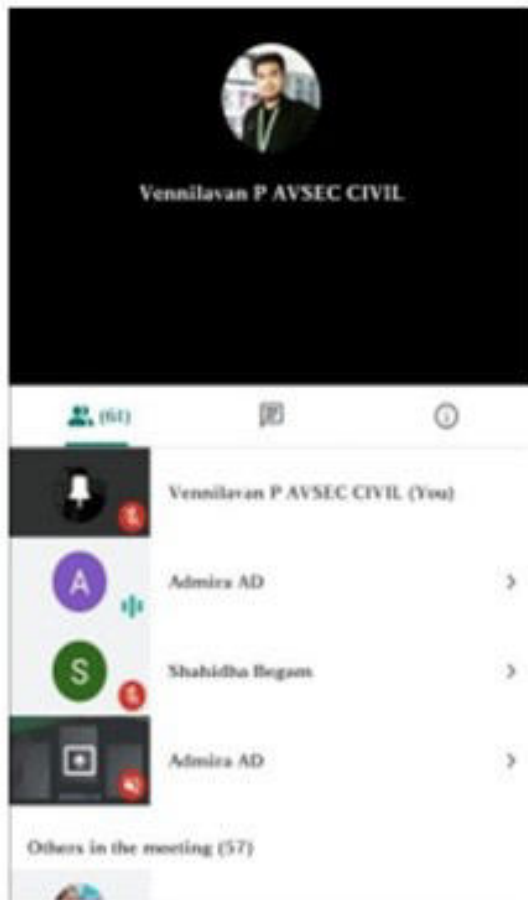 Vennilavan P AVSEC CIVIL
(61)
Vennilavan P AVSEC CIVIL (You)
A
Admira AD
S
Shahidha Begam
Admira AD
Others in the meeting (57)